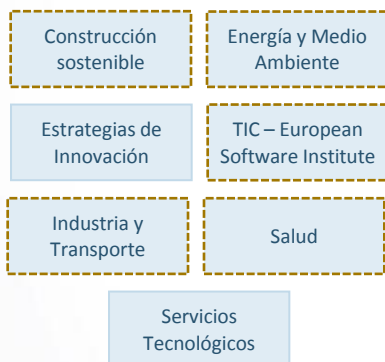 Construcción
sostenible
Energía y Medio
Ambiente
Estrategias de
Innovación
TIC – European
Software Institute
Industria y
Transporte
Salud
Servicios
Tecnológicos